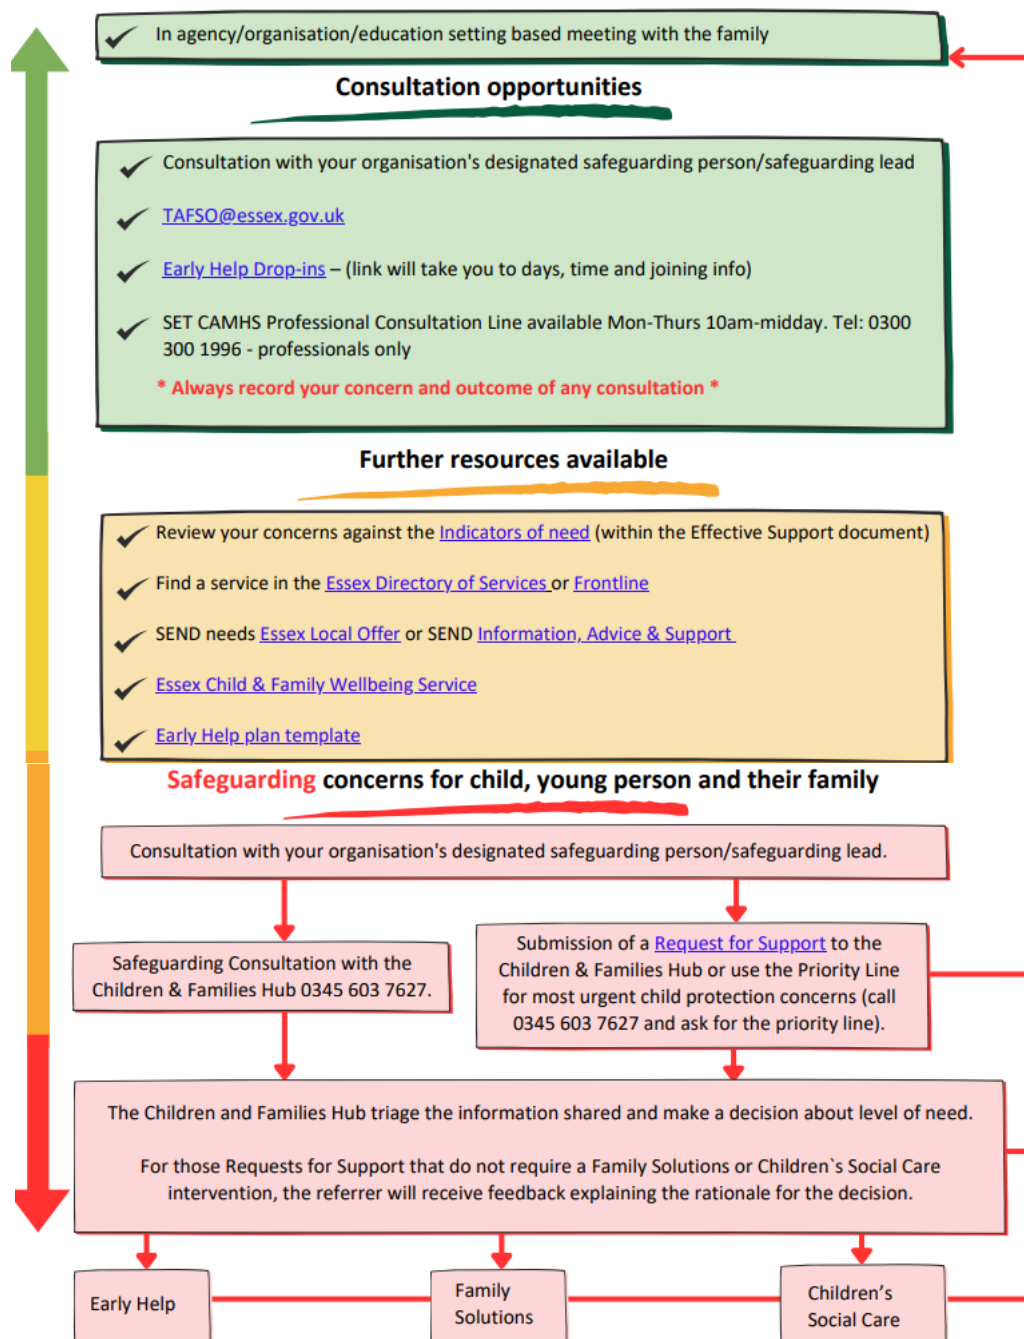 In agency/organisation/education setting based meeting with the family
Consultation opportunities
Consultation with your organisation's designated safeguarding person/safeguarding lead
TAFSO@essex.gov.uk
Early Help Drop-ins – (link will take you to days, time and joining info)
SET CAMHS Professional Consultation Line available Mon-Thurs 10am-midday. Tel: 0300
300 1996 - professionals only
* Always record your concern and outcome of any consultation *
Further resources available
Review your concerns against the Indicators of need (within the Effective Support document)
Find a service in the Essex Directory of Services or Frontline
SEND needs Essex Local Offer or SEND Information, Advice & Support
Essex Child & Family Wellbeing Service
Early Help plan template
Safeguarding concerns for child, young person and their family
Consultation with your organisation's designated safeguarding person/safeguarding lead.
Safeguarding Consultation with the
Children & Families Hub 0345 603 7627.
Submission of a Request for Support to the
Children & Families Hub or use the Priority Line
for most urgent child protection concerns (call
0345 603 7627 and ask for the priority line).
The Children and Families Hub triage the information shared and make a decision about level of need.
For those Requests for Support that do not require a Family Solutions or Children`s Social Care
intervention, the referrer will receive feedback explaining the rationale for the decision.
Early Help
Family
Solutions
Children's
Social Care